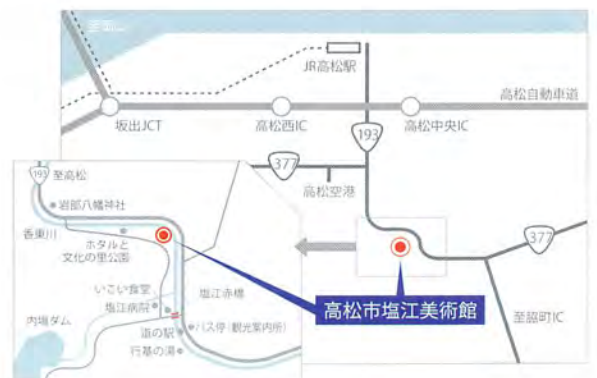 至岡山
JR高松駅
高松自動車道
坂出JCT
高松西IC
193
高松中央IC
377
高松空港
377
至脇町IC
高松市塩江美術館
193
至高松
岩部八幡神社
香東川
ホタルと
文化の里公園
いこい食堂
塩江病院
塩江赤橋
内場ダム
道の駅
バス停(観光案内所)
行基の湯